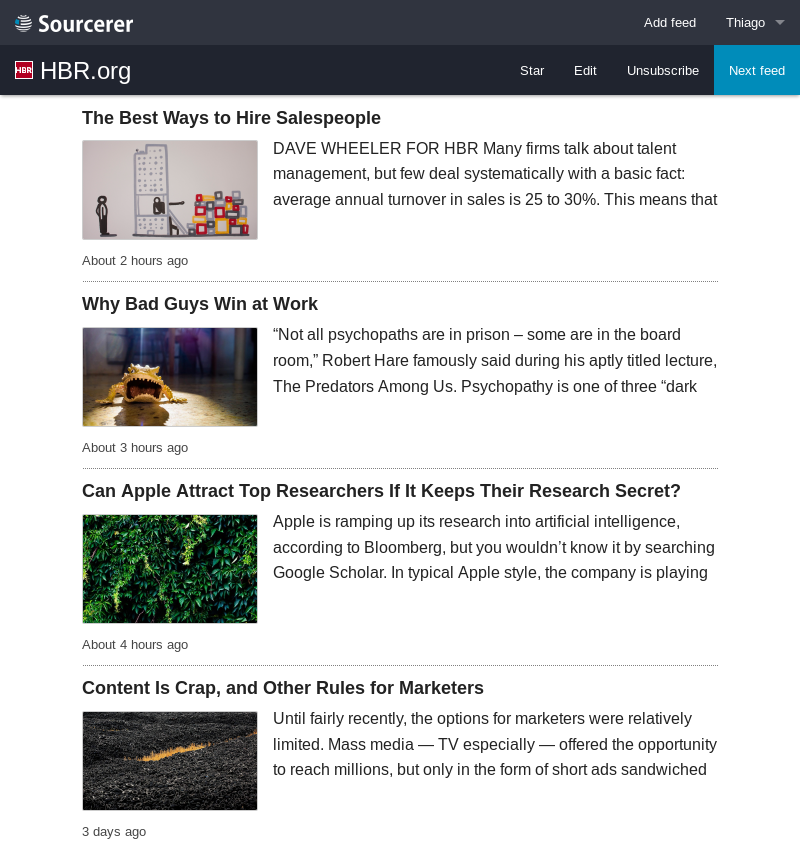 Sourcerer
Add feed
Thiago
HBR
HBR.org
Star
Edit
Unsubscribe
Next feed
The Best Ways to Hire Salespeople
DAVE WHEELER FOR HBR Many firms talk about talent
management, but few deal systematically with a basic fact:
average annual turnover in sales is 25 to 30%. This means that
About 2 hours ago
Why Bad Guys Win at Work
“Not all psychopaths are in prison – some are in the board
room,” Robert Hare famously said during his aptly titled lecture,
The Predators Among Us. Psychopathy is one of three “dark
About 3 hours ago
Can Apple Attract Top Researchers If It Keeps Their Research Secret?
Apple is ramping up its research into artificial intelligence,
according to Bloomberg, but you wouldn’t know it by searching
Google Scholar. In typical Apple style, the company is playing
About 4 hours ago
Content Is Crap, and Other Rules for Marketers
Until fairly recently, the options for marketers were relatively
limited. Mass media — TV especially — offered the opportunity
to reach millions, but only in the form of short ads sandwiched
3 days ago